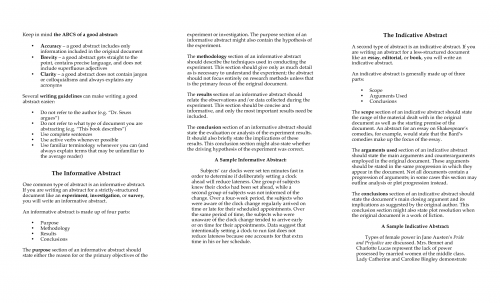 Keep in mind the ABCs of a good abstract:
• Accuracy – a good abstract includes only
information included in the original document
• Brevity – a good abstract gets straight to the
point, contains precise language, and does not
include superfluous adjectives
• Clarity – a good abstract does not contain jargon
or colloquialisms and always explains any
acronyms
Several writing guidelines can make writing a good
abstract easier:
• Do not refer to the author (e.g. "Dr. Seven
argues")
• Do not refer to what type of document you are
abstracting (e.g. "This book describes")
• Use complete sentences
• Use active verbs whenever possible
• Use familiar terminology whenever you can (and
always explain terms that may be unfamiliar to
the average reader)
The Informative Abstract
One common type of abstract is an informative abstract.
If you are writing an abstract for a strictly-structured
document like an experiment, investigation, or survey,
you will write an informative abstract.
An informative abstract is made up of four parts:
• Purpose
• Methodology
• Results
• Conclusions
The purpose section of an informative abstract should
state either the reason for or the primary objectives of the
experiment or investigation. The purpose section of an
informative abstract might also contain the hypothesis of
the experiment.
The methodology section of an informative abstract
should describe the techniques used in conducting the
experiment. This section should give only as much detail
as is necessary to understand the experiment; the abstract
should not focus entirely on research methods unless that
is the primary focus of the original document.
The results section of an informative abstract should
relate the observations and/or data collected during the
experiment. This section should be concise and
informative, and only the most important results need be
included.
The conclusion section of an informative abstract should
state the evaluation or analysis of the experiment results.
It should also briefly state the implications of these
results. This conclusion section might also state whether
the driving hypothesis of the experiment was correct.
A Sample Informative Abstract
Subjects' car clocks were set ten minutes fast in
order to determine if deliberately setting a clock
ahead will reduce lateness. One group of subjects
knew their clocks had been set ahead, while a
second group of subjects was not informed of the
change. Over a four-week period, the subjects who
were aware of the clock change regularly arrived on
time or late for their scheduled appointments. Over
the same period of time, the subjects who were
unaware of the clock change tended to arrive early
or on time for their appointments. Data suggest that
intentionally setting a clock to run fast does not
reduce lateness because one accounts for that extra
time in his or her schedule.
The Indicative Abstract
A second type of abstract is an indicative abstract. If you
are writing an abstract for a less-structured document
like an essay, editorial, or book, you will write an
indicative abstract.
An indicative abstract is generally made up of three
parts:
• Scope
• Arguments Used
• Conclusions
The scope section of an indicative abstract should state
the range of the material dealt with in the original
document as well as the starting premise of the
document. An abstract for an essay on Shakespeare's
comedies, for example, would state that the Bard's
comedies make up the focus of the essay.
The arguments used section of an indicative abstract
should state the main arguments and counterarguments
employed in the original document. These arguments
should be stated in the same progression in which they
appear in the document. Not all documents contain a
progression of arguments; in some cases this section may
outline analysis or plot progression instead.
The conclusions section of an indicative abstract should
state the document's main closing argument and its
implications as suggested by the original author. This
conclusion section might also state plot resolution when
the original document is a work of fiction.
A Sample Indicative Abstract
Types of female power in Jane Austen's Pride
and Prejudice are discussed. Mrs. Bennet and
Charlotte Lucas represent the lack of power
possessed by married women at the middle class.
Lady Catherine and Caroline Bingley demonstrate